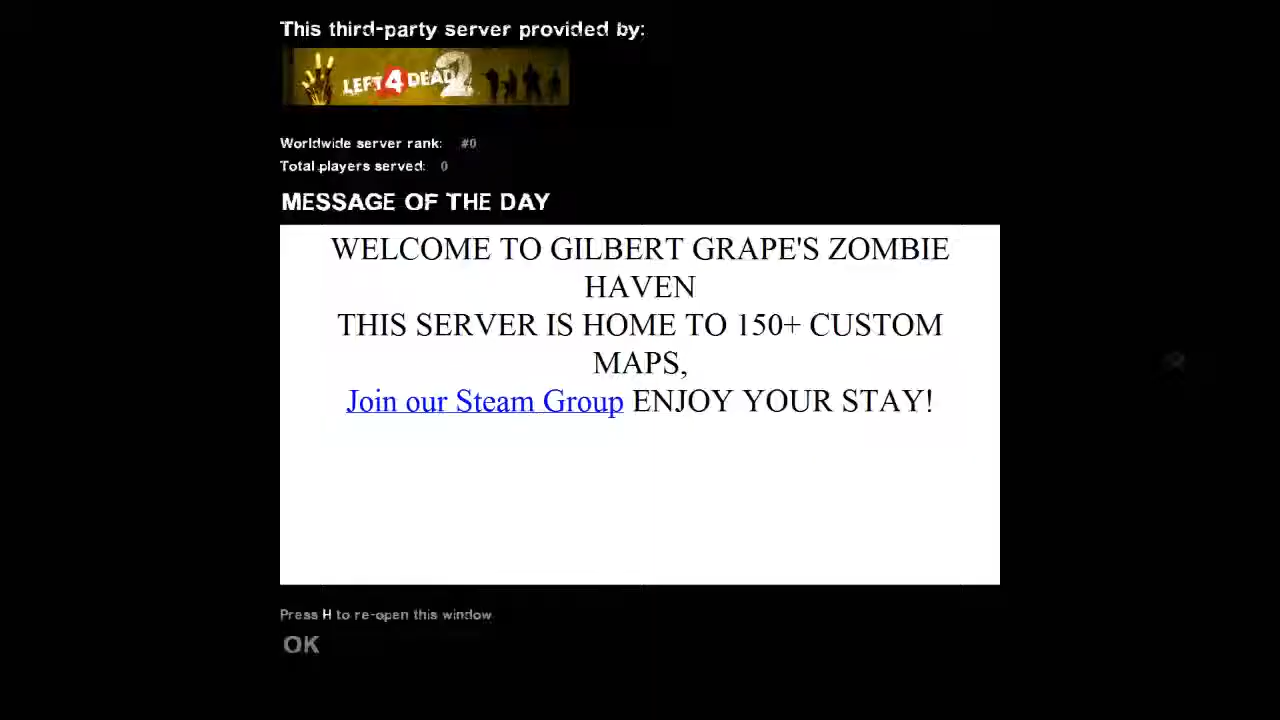 This third-party server provided by:
LEFT 4 DEAD 2
Worldwide server rank: #0
Total players served: 0
MESSAGE OF THE DAY
WELCOME TO GILBERT GRAPE'S ZOMBIE
HAVEN
THIS SERVER IS HOME TO 150+ CUSTOM
MAPS,
Join our Steam Group ENJOY YOUR STAY!
Press H to re-open this window
OK